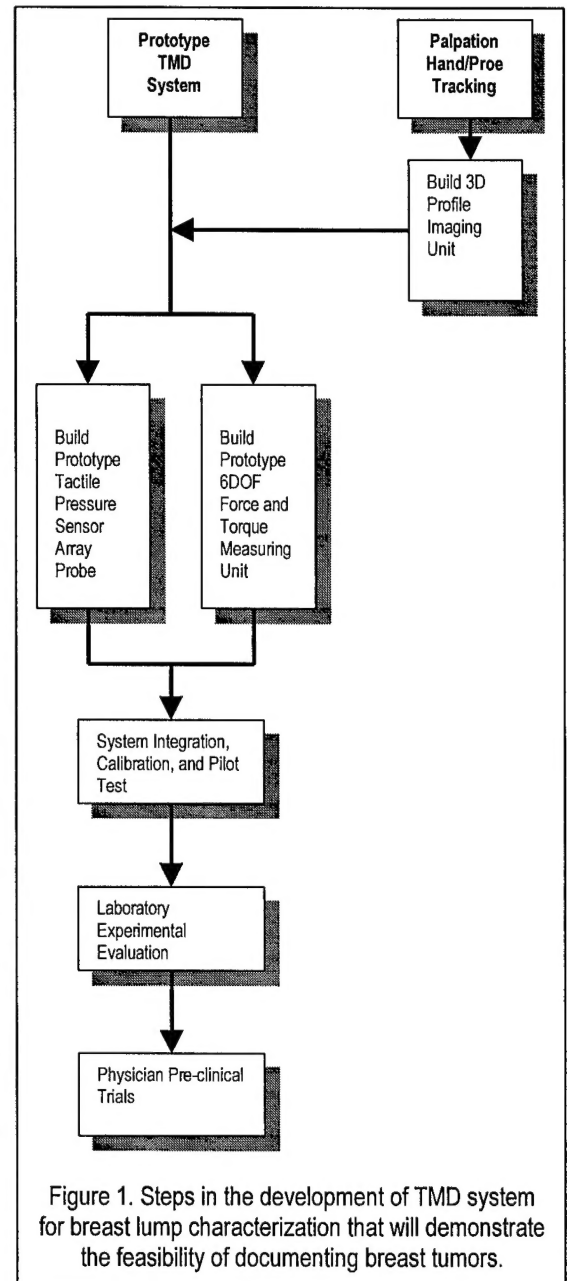 Prototype
TMD
System
Palpation
Hand/Proe
Tracking
Build 3D
Profile
Imaging
Unit
Build
Prototype
Tactile
Pressure
Sensor
Array
Probe
Build
Prototype
6DOF
Force and
Torque
Measuring
Unit
System Integration,
Calibration, and Pilot
Test
Laboratory
Experimental
Evaluation
Physician Pre-clinical
Trials
Figure 1. Steps in the development of TMD system
for breast lump characterization that will demonstrate
the feasibility of documenting breast tumors.